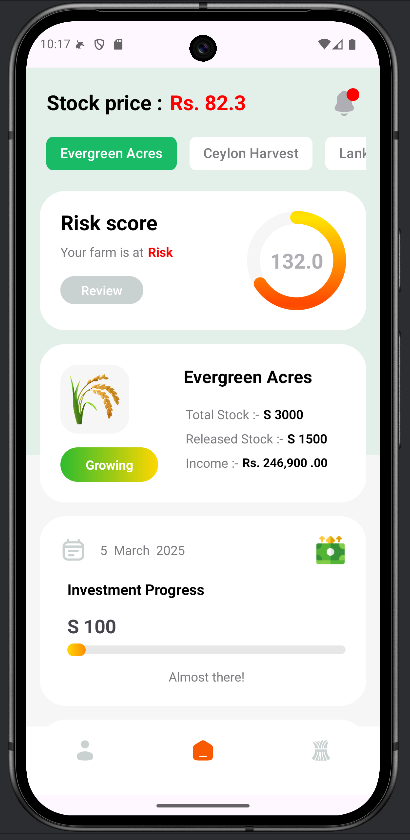 10:17
Stock price : Rs. 82.3
Evergreen Acres Ceylon Harvest Lank
Risk score
Your farm is at Risk
132.0
Review
Evergreen Acres
Total Stock :- S 3000
Released Stock :- S 1500
Income :- Rs. 246,900 .00
Growing
5 March 2025
Investment Progress
S 100
Almost there!